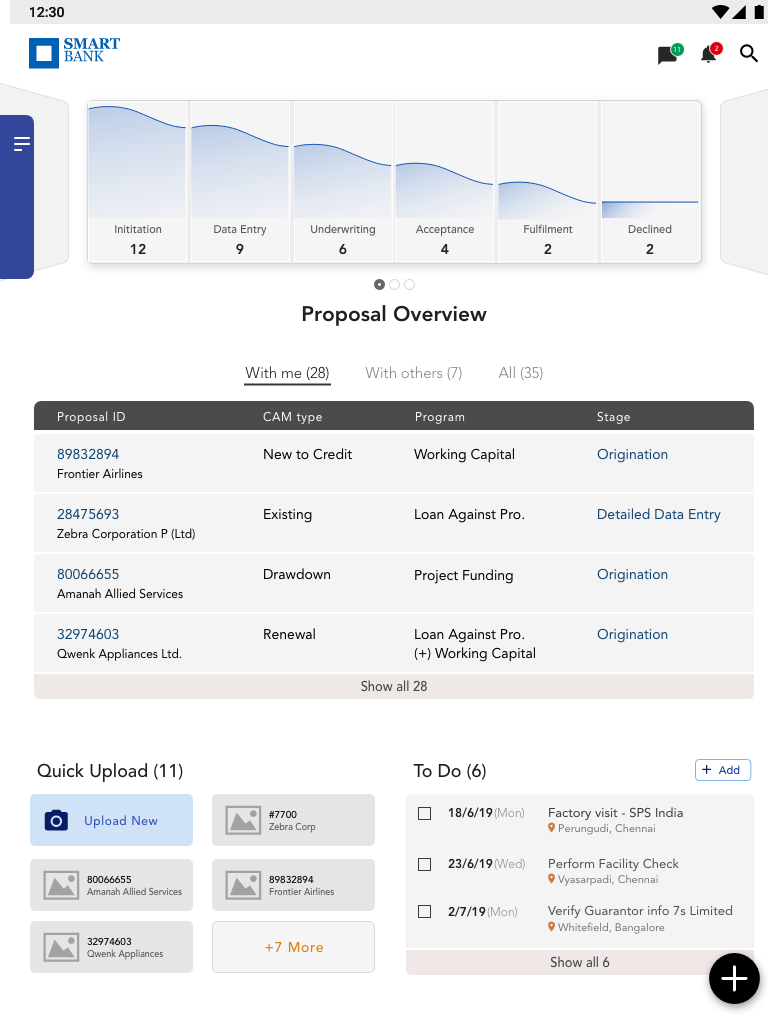 12:30
SMART
BANK
11
2
Inititation
12
Data Entry
9
Underwriting
6
Acceptance
4
Fulfilment
2
Declined
2
Proposal Overview
With me (28) With others (7) All (35)
Proposal ID CAM type Program Stage
89832894 New to Credit Working Capital Origination
Frontier Airlines
28475693 Existing Loan Against Pro. Detailed Data Entry
Zebra Corporation P (Ltd)
80066655 Drawdown Project Funding Origination
Amanah Allied Services
32974603 Renewal Loan Against Pro. Origination
Qwenk Appliances Ltd. (+) Working Capital
Show all 28
Quick Upload (11)
Upload New
#7700
Zebra Corp
80066655
Amanah Allied Services
89832894
Frontier Airlines
32974603
Qwenk Appliances
+7 More
To Do (6)
+ Add
18/6/19(Mon) Factory visit - SPS India
Perungudi, Chennai
23/6/19(Wed) Perform Facility Check
Vyasarpadi, Chennai
2/7/19(Mon) Verify Guarantor info 7s Limited
Whitefield, Bangalore
Show all 6